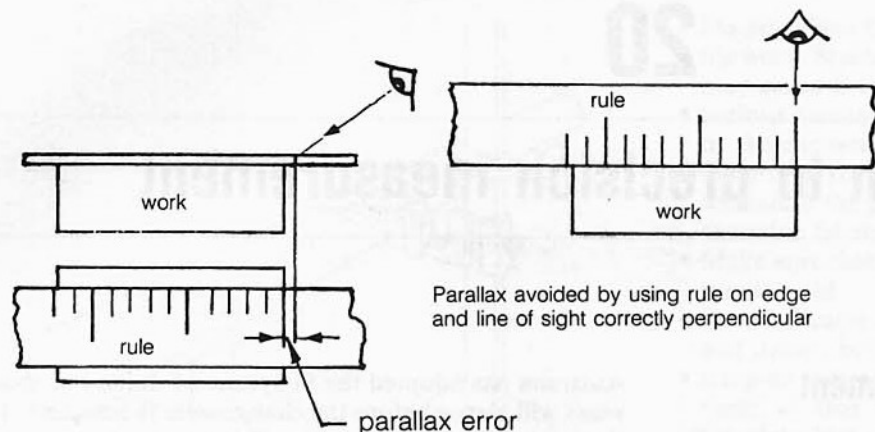 rule
work
work
rule
work
Parallax avoided by using rule on edge
and line of sight correctly perpendicular
parallax error